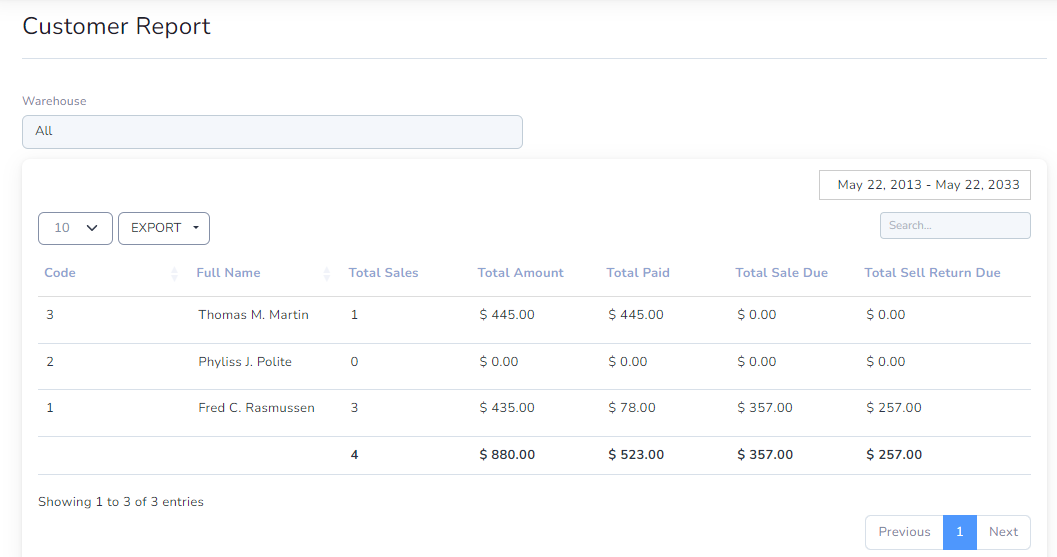 Customer Report
Warehouse
All
May 22, 2013 - May 22, 2033
10 EXPORT Search...
Code Full Name Total Sales Total Amount Total Paid Total Sale Due Total Sell Return Due
3 Thomas M. Martin 1 $ 445.00 $ 445.00 $ 0.00 $ 0.00
2 Phyliss J. Polite 0 $ 0.00 $ 0.00 $ 0.00 $ 0.00
1 Fred C. Rasmussen 3 $ 435.00 $ 78.00 $ 357.00 $ 257.00
4 $ 880.00 $ 523.00 $ 357.00 $ 257.00
Showing 1 to 3 of 3 entries
Previous 1 Next